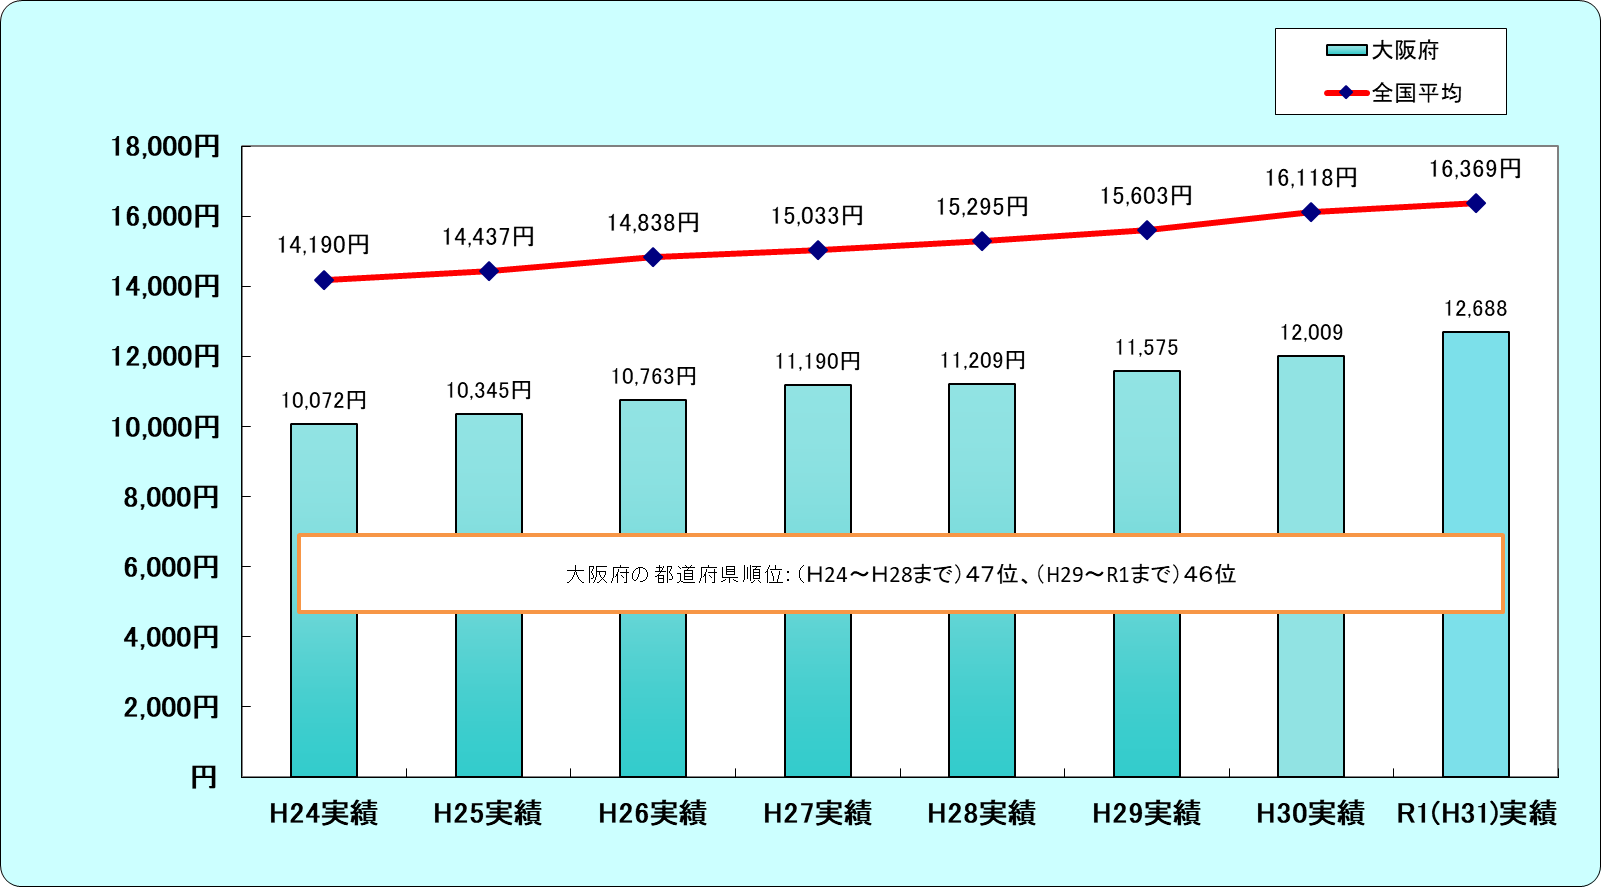 大阪府
全国平均
18,000円
16,000円
14,000円
12,000円
10,000円
8,000円
6,000円
4,000円
2,000円
円
14,190円
14,437円
14,838円
15,033円
15,295円
15,603円
16,118円
16,369円
10,072円
10,345円
10,763円
11,190円
11,209円
11,575
12,009
12,688
大阪府の都道府県順位:（H24～H28まで）４７位、（H29～R1まで）４６位
H24実績
H25実績
H26実績
H27実績
H28実績
H29実績
H30実績
R1(H31)実績